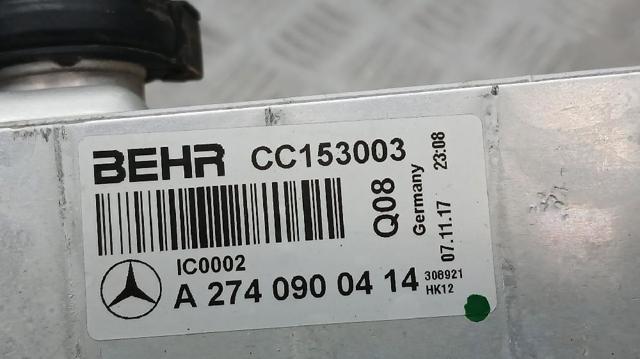 BEHR CC153003
Q08
Germany
07.11.17 23:08
IC0002
A 274 090 04 14
308921
HK12